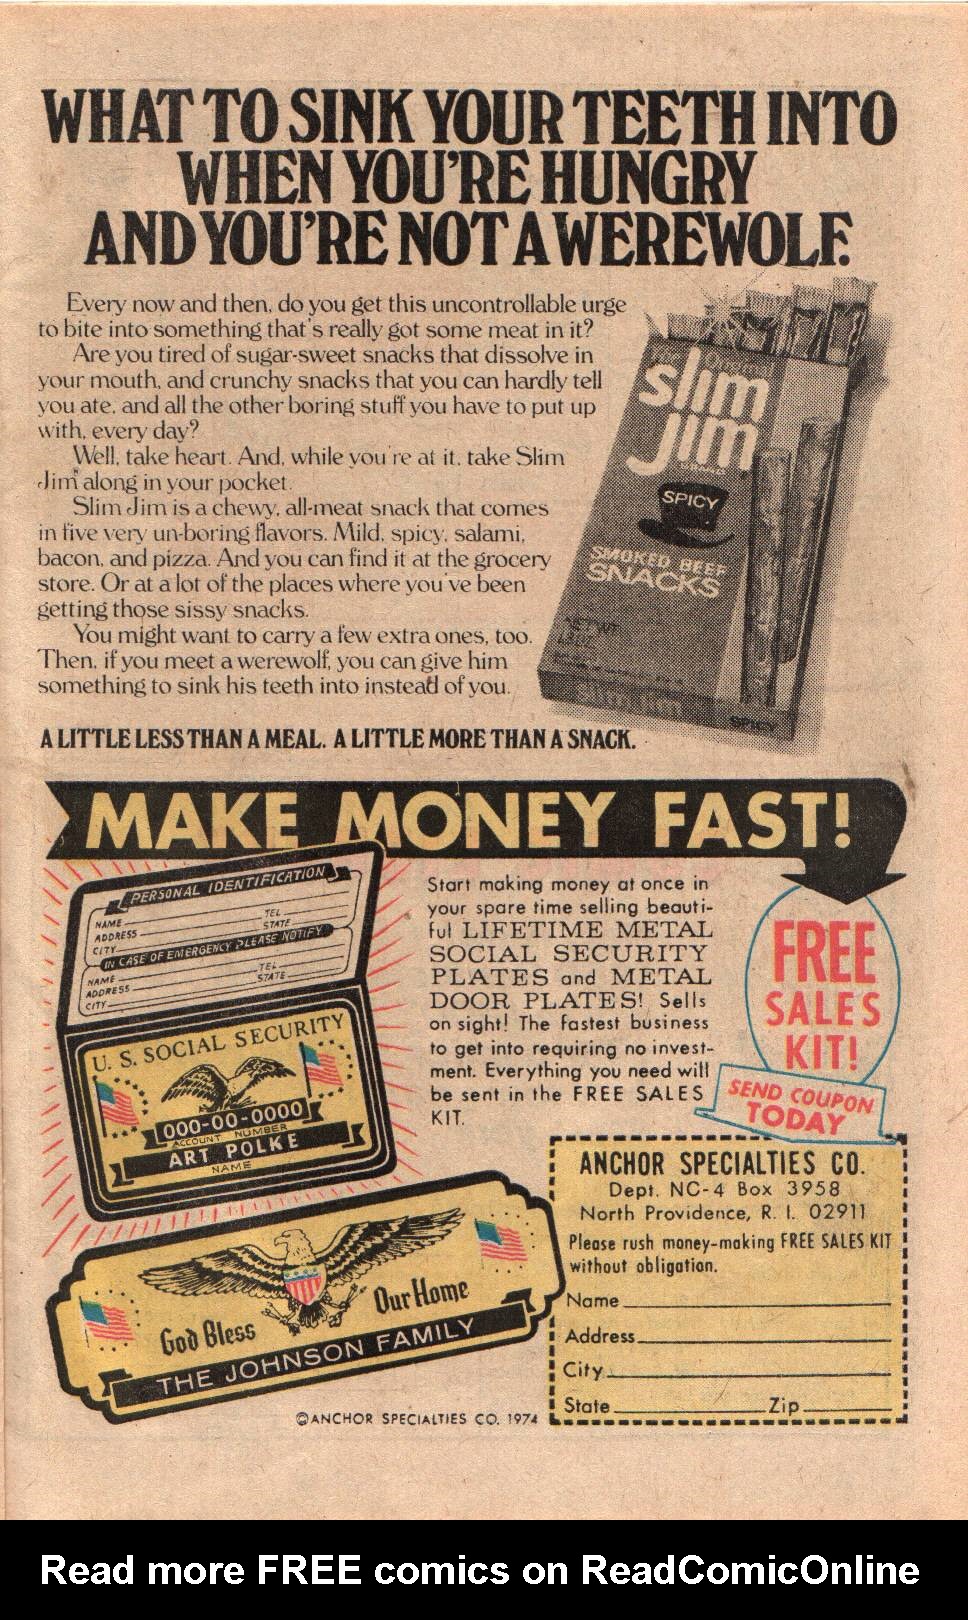 WHAT TO SINK YOUR TEETH INTO
WHEN YOU'RE HUNGRY
AND YOU'RE NOT A WEREWOLF.
Every now and then, do you get this uncontrollable urge
to bite into something that's really got some meat in it?
Are you tired of sugar-sweet snacks that dissolve in
your mouth, and crunchy snacks that you can hardly tell
you ate, and all the other boring stuff you have to put up
with, every day?
Well, take heart. And, while you're at it, take Slim
Jim along in your pocket.
Slim Jim is a chewy, all-meat snack that comes
in five very un-boring flavors. Mild, spicy, salami,
bacon, and pizza. And you can find it at the grocery
store. Or at a lot of the places where you've been
getting those sissy snacks.
You might want to carry a few extra ones, too.
Then, if you meet a werewolf, you can give him
something to sink his teeth into instead of you.
A LITTLE LESS THAN A MEAL. A LITTLE MORE THAN A SNACK.
slim
jim
SPICY
SMOKED BEEF
SNACKS
NET WT.
SPICY
MAKE MONEY FAST!
PERSONAL IDENTIFICATION
NAME TEL.
ADDRESS STATE
CITY
IN CASE OF EMERGENCY PLEASE NOTIFY
NAME TEL.
ADDRESS STATE
CITY
U. S. SOCIAL SECURITY
000-00-0000
ACCOUNT NUMBER
ART POLKE
NAME
God Bless Our Home
THE JOHNSON FAMILY
©ANCHOR SPECIALTIES CO. 1974
Start making money at once in
your spare time selling beauti-
ful LIFETIME METAL
SOCIAL SECURITY
PLATES and METAL
DOOR PLATES! Sells
on sight! The fastest business
to get into requiring no invest-
ment. Everything you need will
be sent in the FREE SALES
KIT.
FREE
SALES
KIT!
SEND COUPON
TODAY
ANCHOR SPECIALTIES CO.
Dept. NC-4 Box 3958
North Providence, R. I. 02911
Please rush money-making FREE SALES KIT
without obligation.
Name
Address
City
State Zip
Read more FREE comics on ReadComicOnline